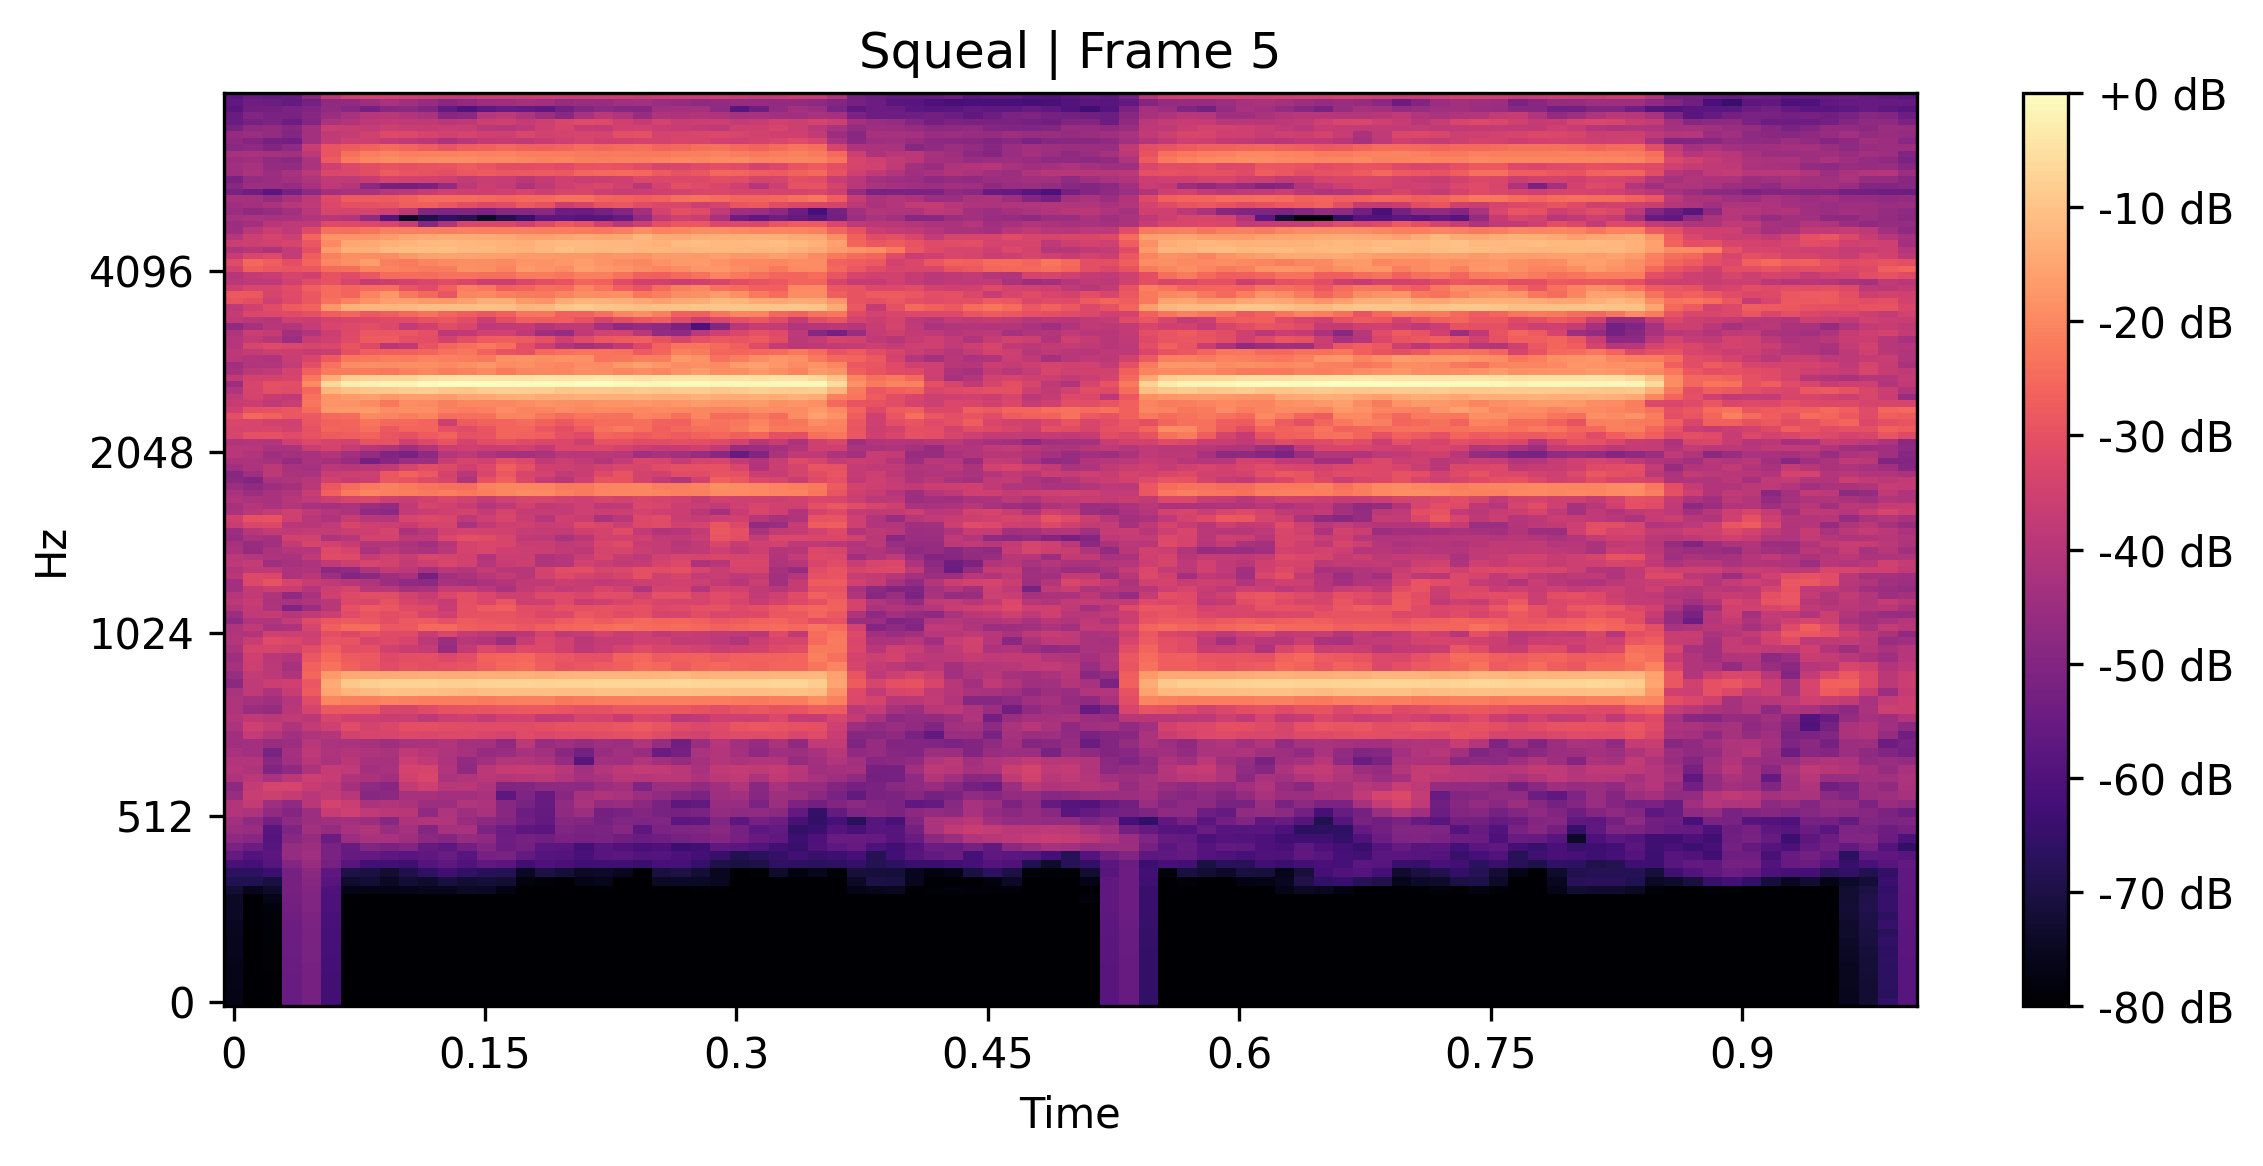 Squeal | Frame 5
Hz
4096
2048
1024
512
0
0 0.15 0.3 0.45 0.6 0.75 0.9
Time
+0 dB
-10 dB
-20 dB
-30 dB
-40 dB
-50 dB
-60 dB
-70 dB
-80 dB